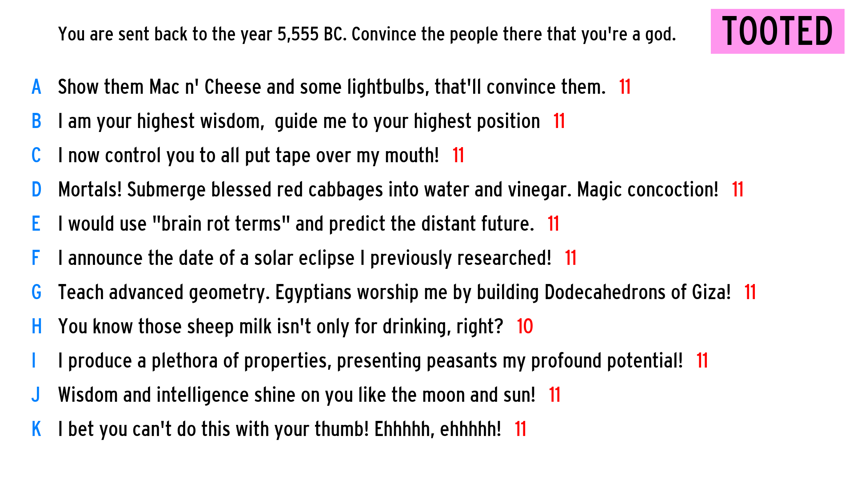 You are sent back to the year 5,555 BC. Convince the people there that you're a god.
TOOTED
A Show them Mac n' Cheese and some lightbulbs, that'll convince them. 11
B I am your highest wisdom,  guide me to your highest position 11
C I now control you to all put tape over my mouth! 11
D Mortals! Submerge blessed red cabbages into water and vinegar. Magic concoction! 11
E I would use "brain rot terms" and predict the distant future. 11
F I announce the date of a solar eclipse I previously researched! 11
G Teach advanced geometry. Egyptians worship me by building Dodecahedrons of Giza! 11
H You know those sheep milk isn't only for drinking, right? 10
I I produce a plethora of properties, presenting peasants my profound potential! 11
J Wisdom and intelligence shine on you like the moon and sun! 11
K I bet you can't do this with your thumb! Ehhhhh, ehhhhh! 11